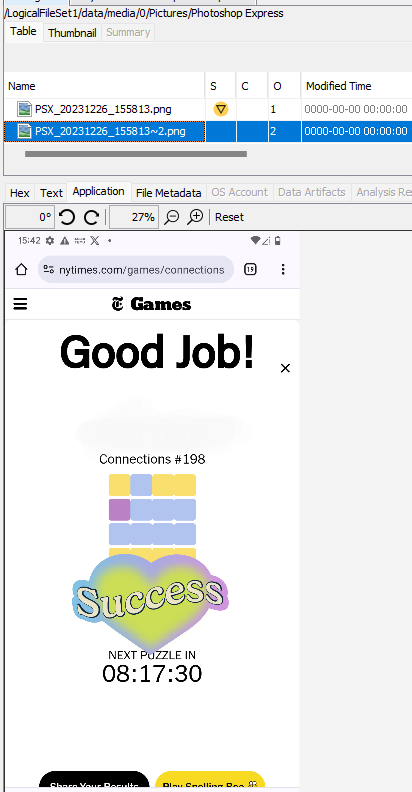 /LogicalFileSet1/data/media/0/Pictures/Photoshop Express
Table Thumbnail Summary
Name S C O Modified Time
PSX_20231226_155813.png 1 0000-00-00 00:00:00
PSX_20231226_155813~2.png 2 0000-00-00 00:00:00
Hex Text Application File Metadata OS Account Data Artifacts Analysis Res
0° 27% Reset
15:42
nytimes.com/games/connections 19
Games
Good Job!
Connections #198
Success
NEXT PUZZLE IN
08:17:30
Share Your Results Play Spelling Bee